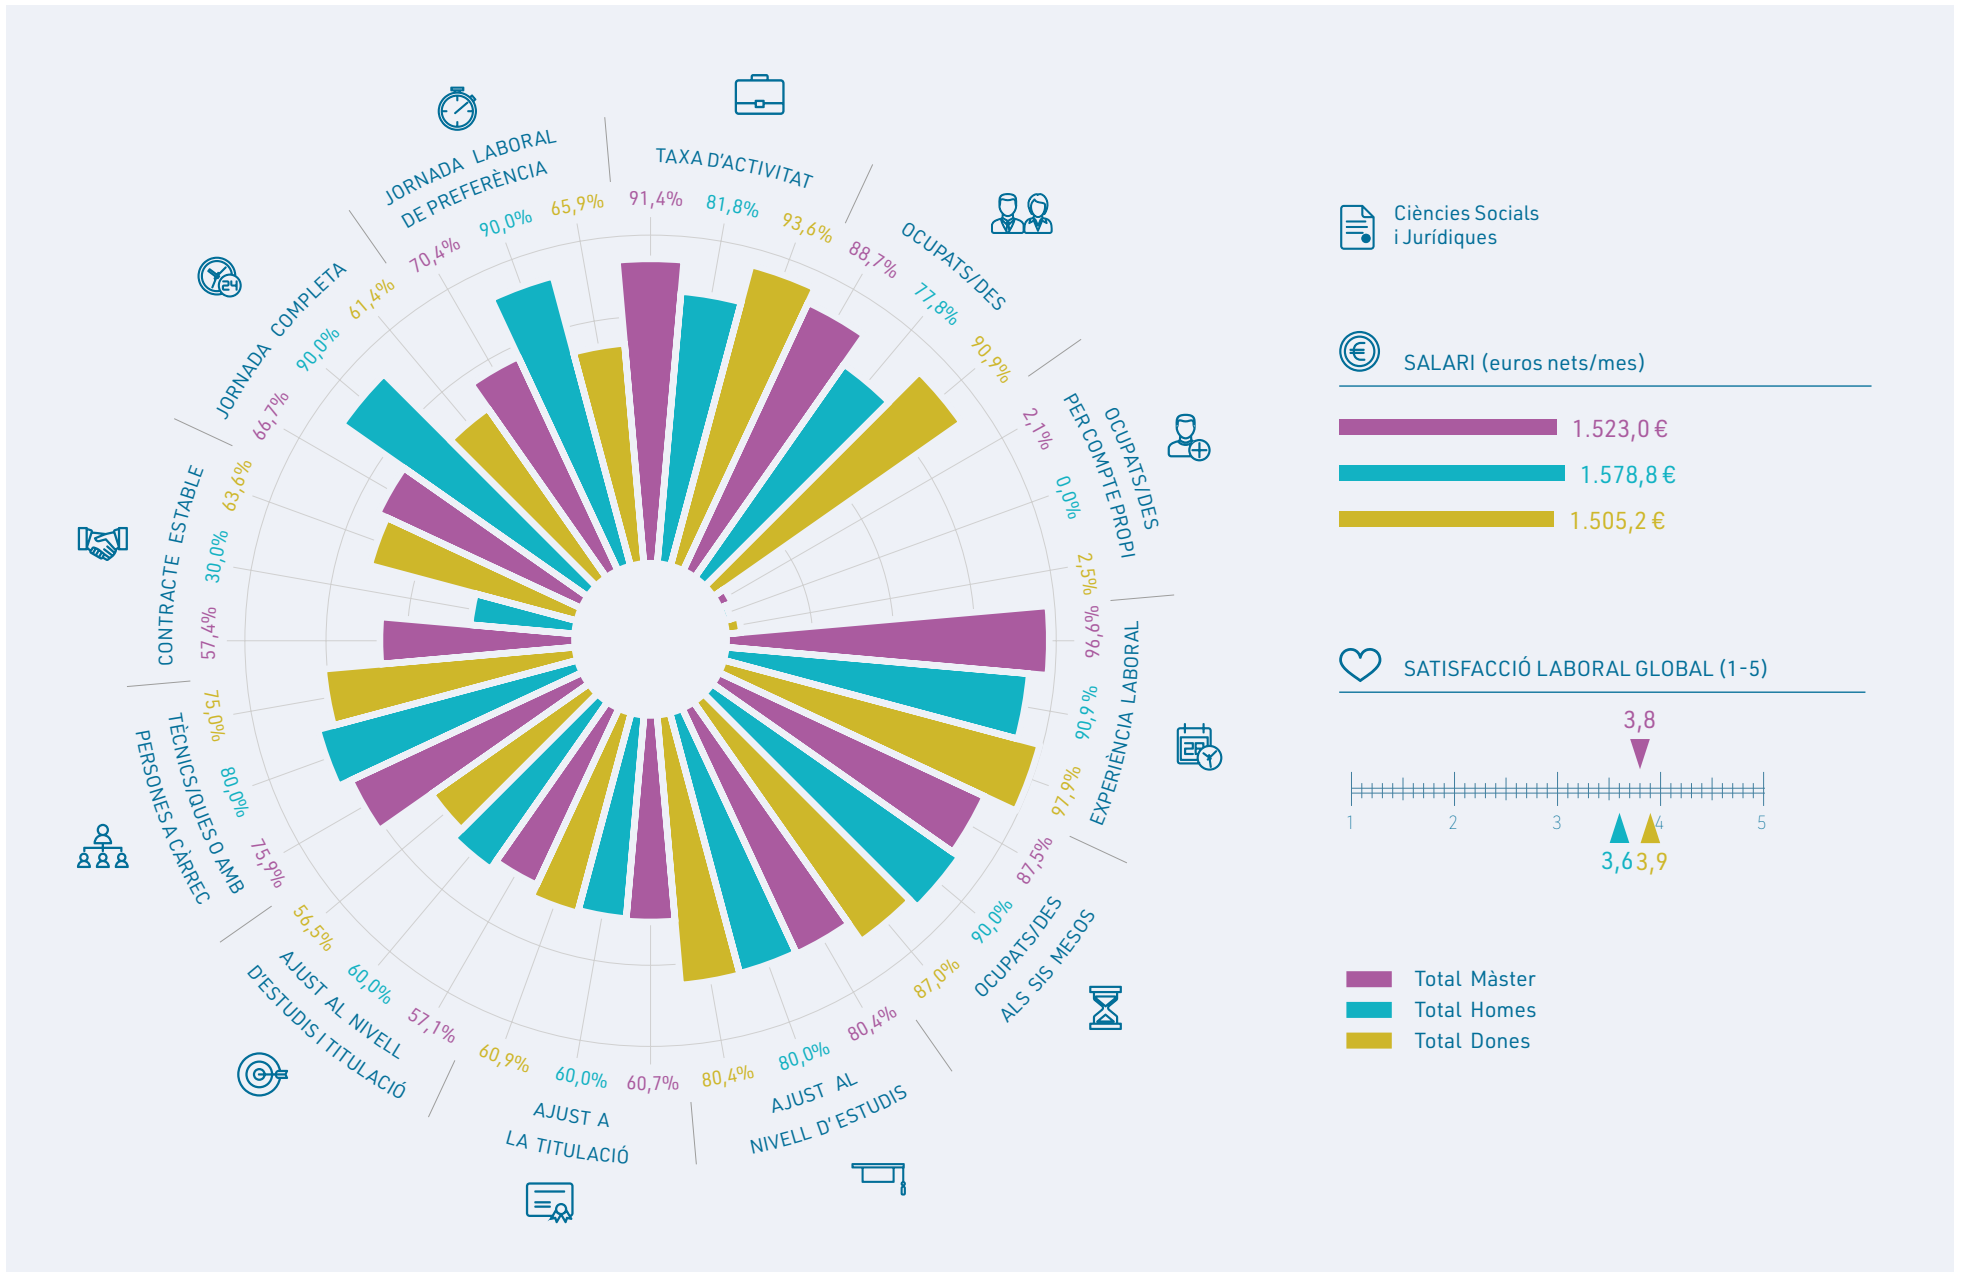 TAXA D'ACTIVITAT
91,4%
81,8%
93,6%
OCUPATS/DES
88,7%
77,8%
90,9%
OCUPATS/DES
PER COMPTE PROPI
2,1%
0,0%
2,5%
EXPERIÈNCIA LABORAL
96,6%
90,9%
97,9%
OCUPATS/DES
ALS SIS MESOS
87,5%
90,0%
87,0%
AJUST AL
NIVELL D'ESTUDIS
80,4%
80,0%
80,4%
AJUST A
LA TITULACIÓ
60,7%
60,0%
60,9%
AJUST AL NIVELL
D'ESTUDIS I TITULACIÓ
57,1%
60,0%
56,5%
TÈCNICS/QUES O AMB
PERSONES A CÀRREC
75,9%
80,0%
75,0%
CONTRACTE ESTABLE
57,4%
30,0%
63,6%
JORNADA COMPLETA
24
66,7%
90,0%
61,4%
JORNADA LABORAL
DE PREFERÈNCIA
70,4%
90,0%
65,9%
Ciències Socials
i Jurídiques
€ SALARI (euros nets/mes)
1.523,0 €
1.578,8 €
1.505,2 €
SATISFACCIÓ LABORAL GLOBAL (1-5)
3,8
1 2 3 4 5
3,6 3,9
Total Màster
Total Homes
Total Dones